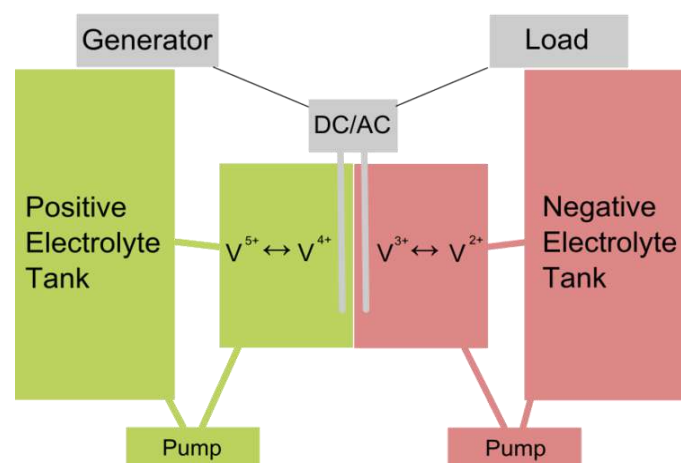 Generator
Load
DC/AC
Positive
Electrolyte
Tank
V5+ ↔ V4+
V3+ ↔ V2+
Negative
Electrolyte
Tank
Pump
Pump